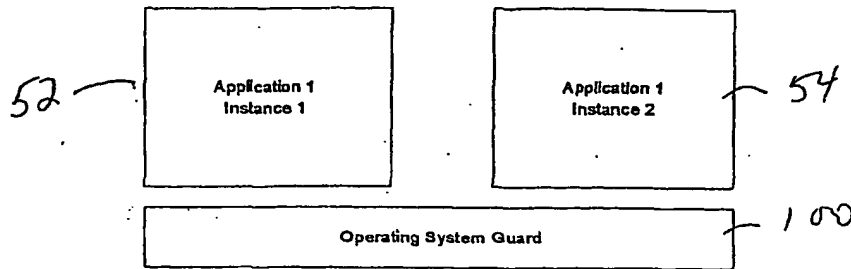 52
Application 1
Instance 1
Application 1
Instance 2
54
Operating System Guard
100